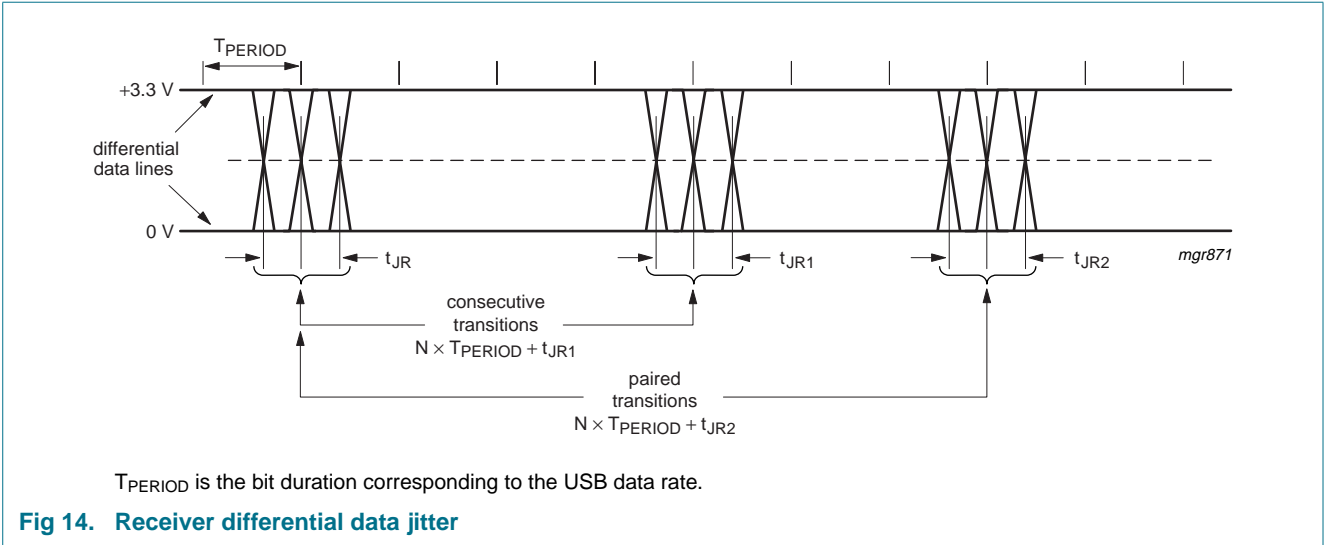 TPERIOD
+3.3 V
differential
data lines
0 V
tJR
tJR1
tJR2
mgr871
consecutive
transitions
N × TPERIOD + tJR1
paired
transitions
N × TPERIOD + tJR2
TPERIOD is the bit duration corresponding to the USB data rate.
Fig 14. Receiver differential data jitter